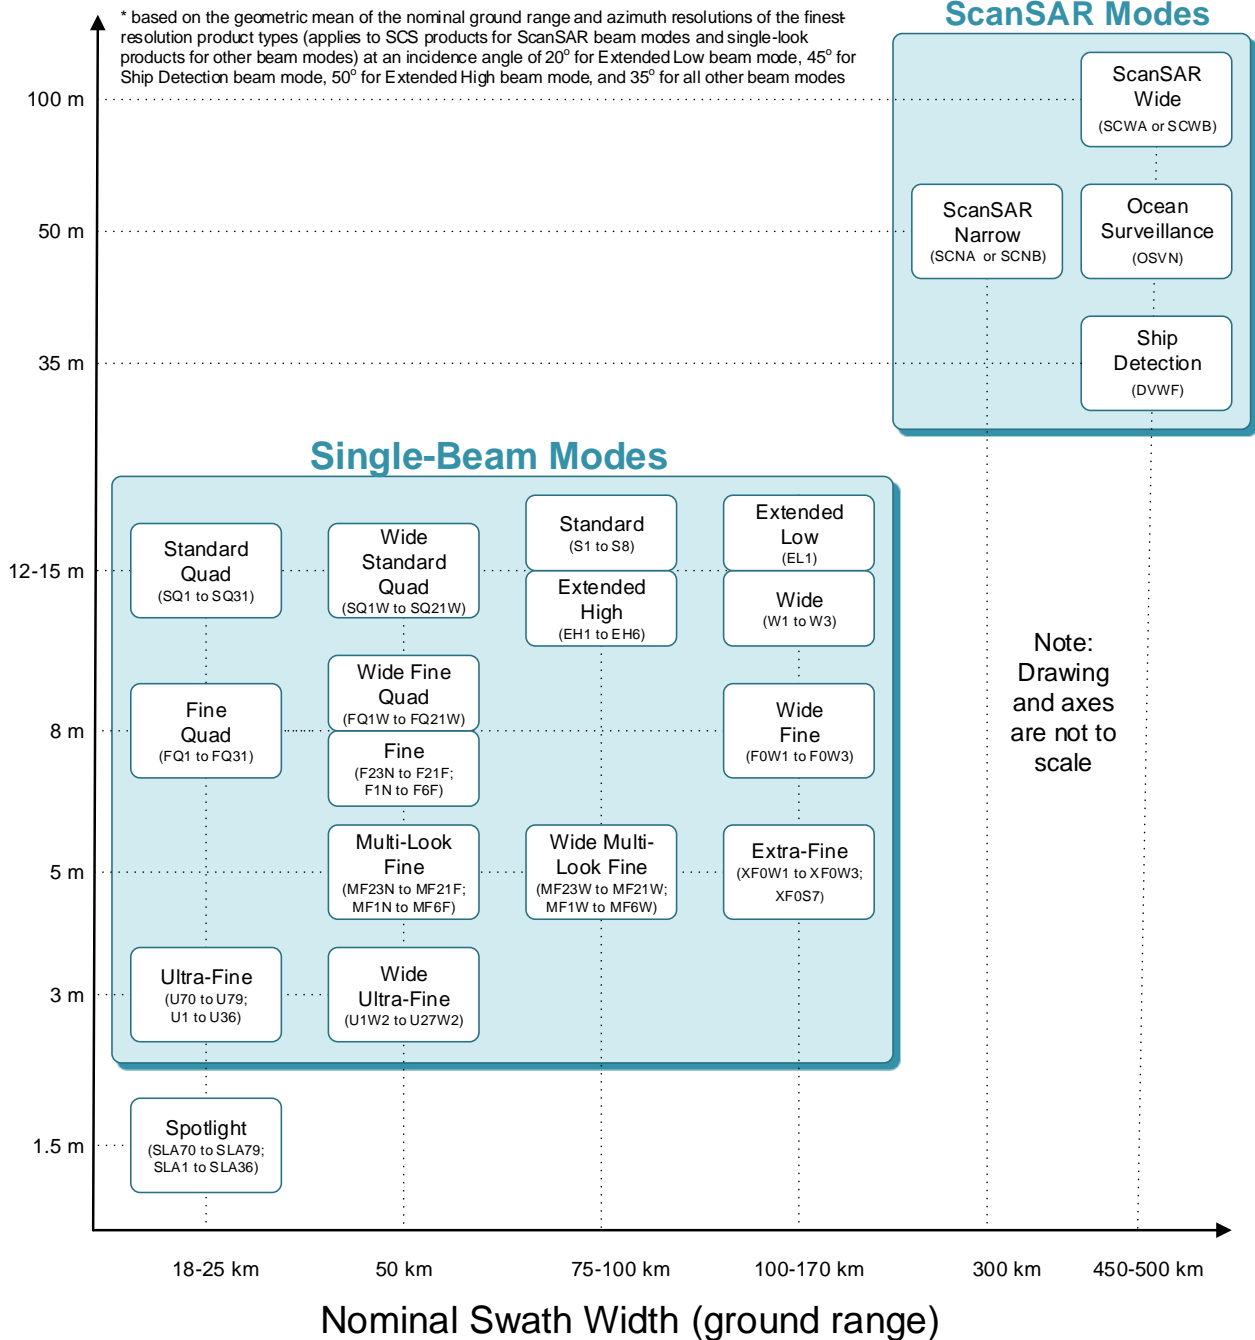 * based on the geometric mean of the nominal ground range and azimuth resolutions of the finest-
resolution product types (applies to SCS products for ScanSAR beam modes and single-look
products for other beam modes) at an incidence angle of 20° for Extended Low beam mode, 45° for
Ship Detection beam mode, 50° for Extended High beam mode, and 35° for all other beam modes
ScanSAR Modes
100 m
ScanSAR
Wide
(SCWA or SCWB)
50 m
ScanSAR
Narrow
(SCNA or SCNB)
Ocean
Surveillance
(OSVN)
35 m
Ship
Detection
(DVWF)
Single-Beam Modes
12-15 m
Standard
Quad
(SQ1 to SQ31)
Wide
Standard
Quad
(SQ1W to SQ21W)
Standard
(S1 to S8)
Extended
High
(EH1 to EH6)
Extended
Low
(EL1)
Wide
(W1 to W3)
8 m
Fine
Quad
(FQ1 to FQ31)
Wide Fine
Quad
(FQ1W to FQ21W)
Fine
(F23N to F21F;
F1N to F6F)
Wide
Fine
(F0W1 to F0W3)
Note:
Drawing
and axes
are not to
scale
5 m
Multi-Look
Fine
(MF23N to MF21F;
MF1N to MF6F)
Wide Multi-
Look Fine
(MF23W to MF21W;
MF1W to MF6W)
Extra-Fine
(XF0W1 to XF0W3;
XF0S7)
3 m
Ultra-Fine
(U70 to U79;
U1 to U36)
Wide
Ultra-Fine
(U1W2 to U27W2)
1.5 m
Spotlight
(SLA70 to SLA79;
SLA1 to SLA36)
18-25 km
50 km
75-100 km
100-170 km
300 km
450-500 km
Nominal Swath Width (ground range)